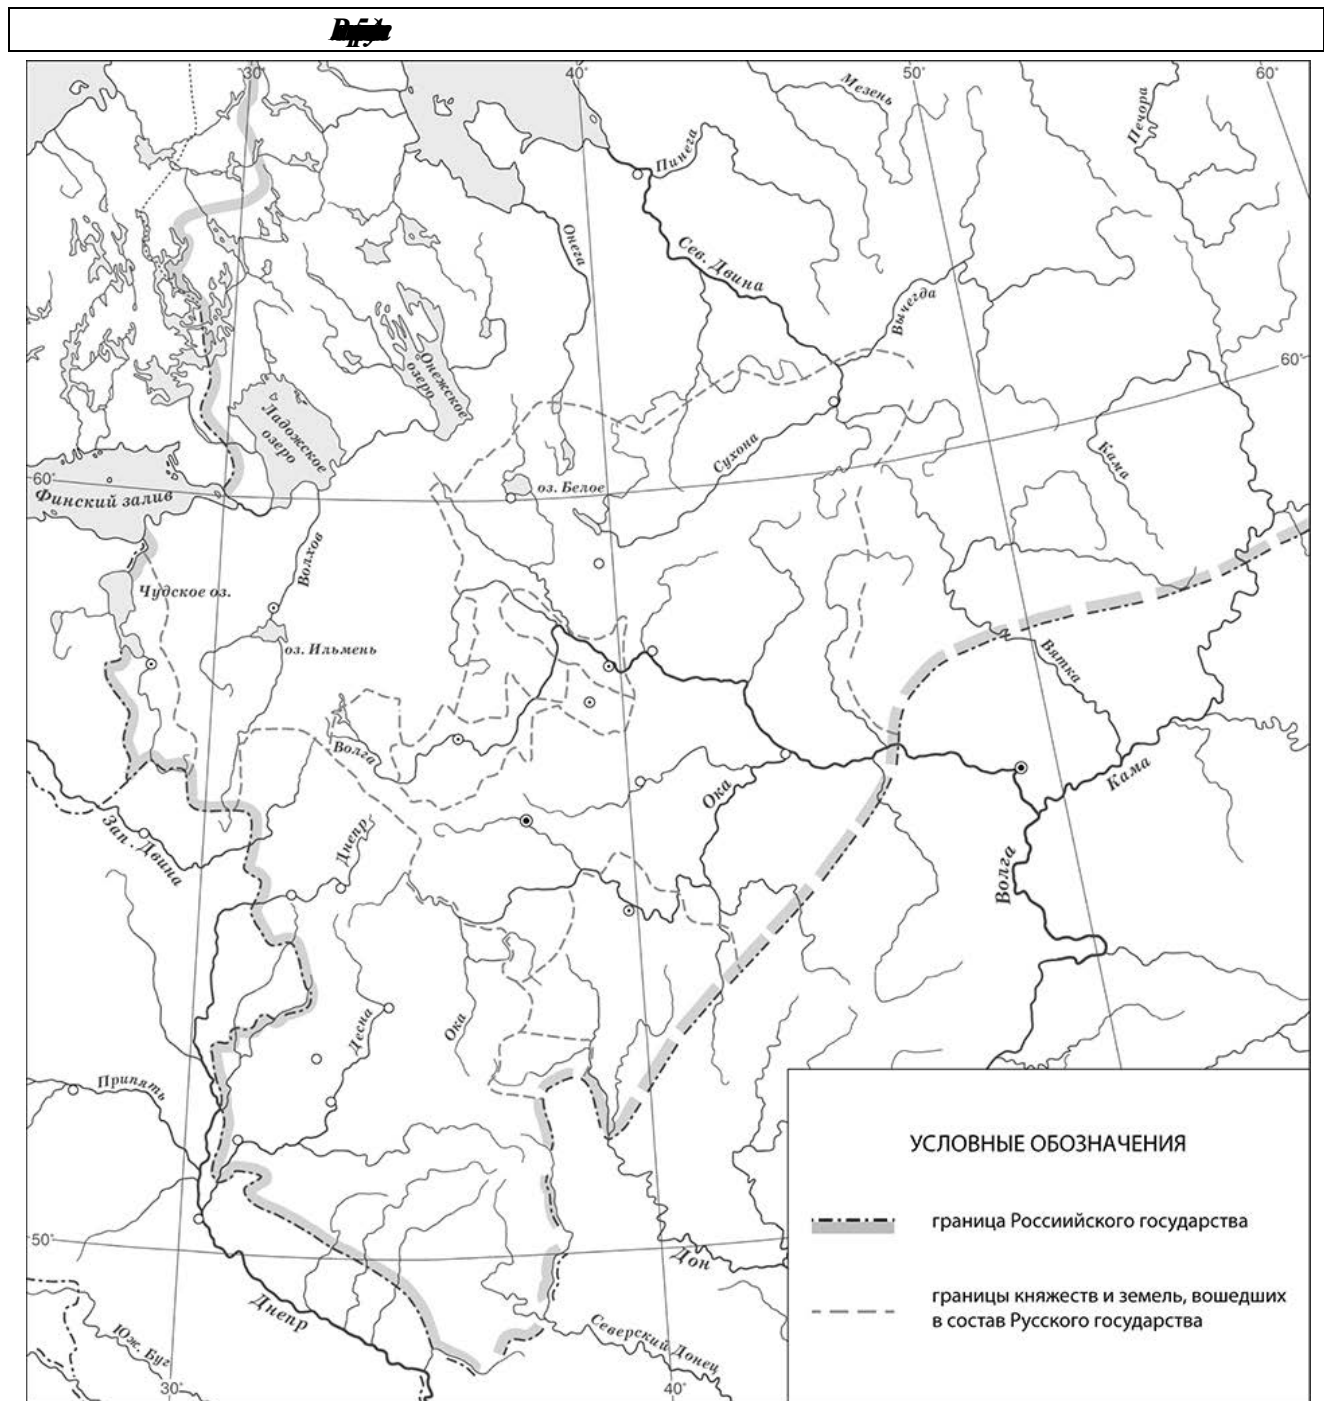 30° 40° 50° 60°
Мезень
Печора
Пинега
Онега
Сев. Двина
Вычегда
Онежское
озеро
60°
Ладожское
озеро
Сухона
Кама
60°
оз. Белое
Финский залив
Волхов
Чудское оз.
оз. Ильмень
Вятка
Волга
Ока
Кама
Зап. Двина
Днепр
Волга
Десна
Ока
Припять
УСЛОВНЫЕ ОБОЗНАЧЕНИЯ
граница Россиийского государства
50°
Дон
границы княжеств и земель, вошедших
в состав Русского государства
Днепр
Северский Донец
Юж. Буг
30° 40°